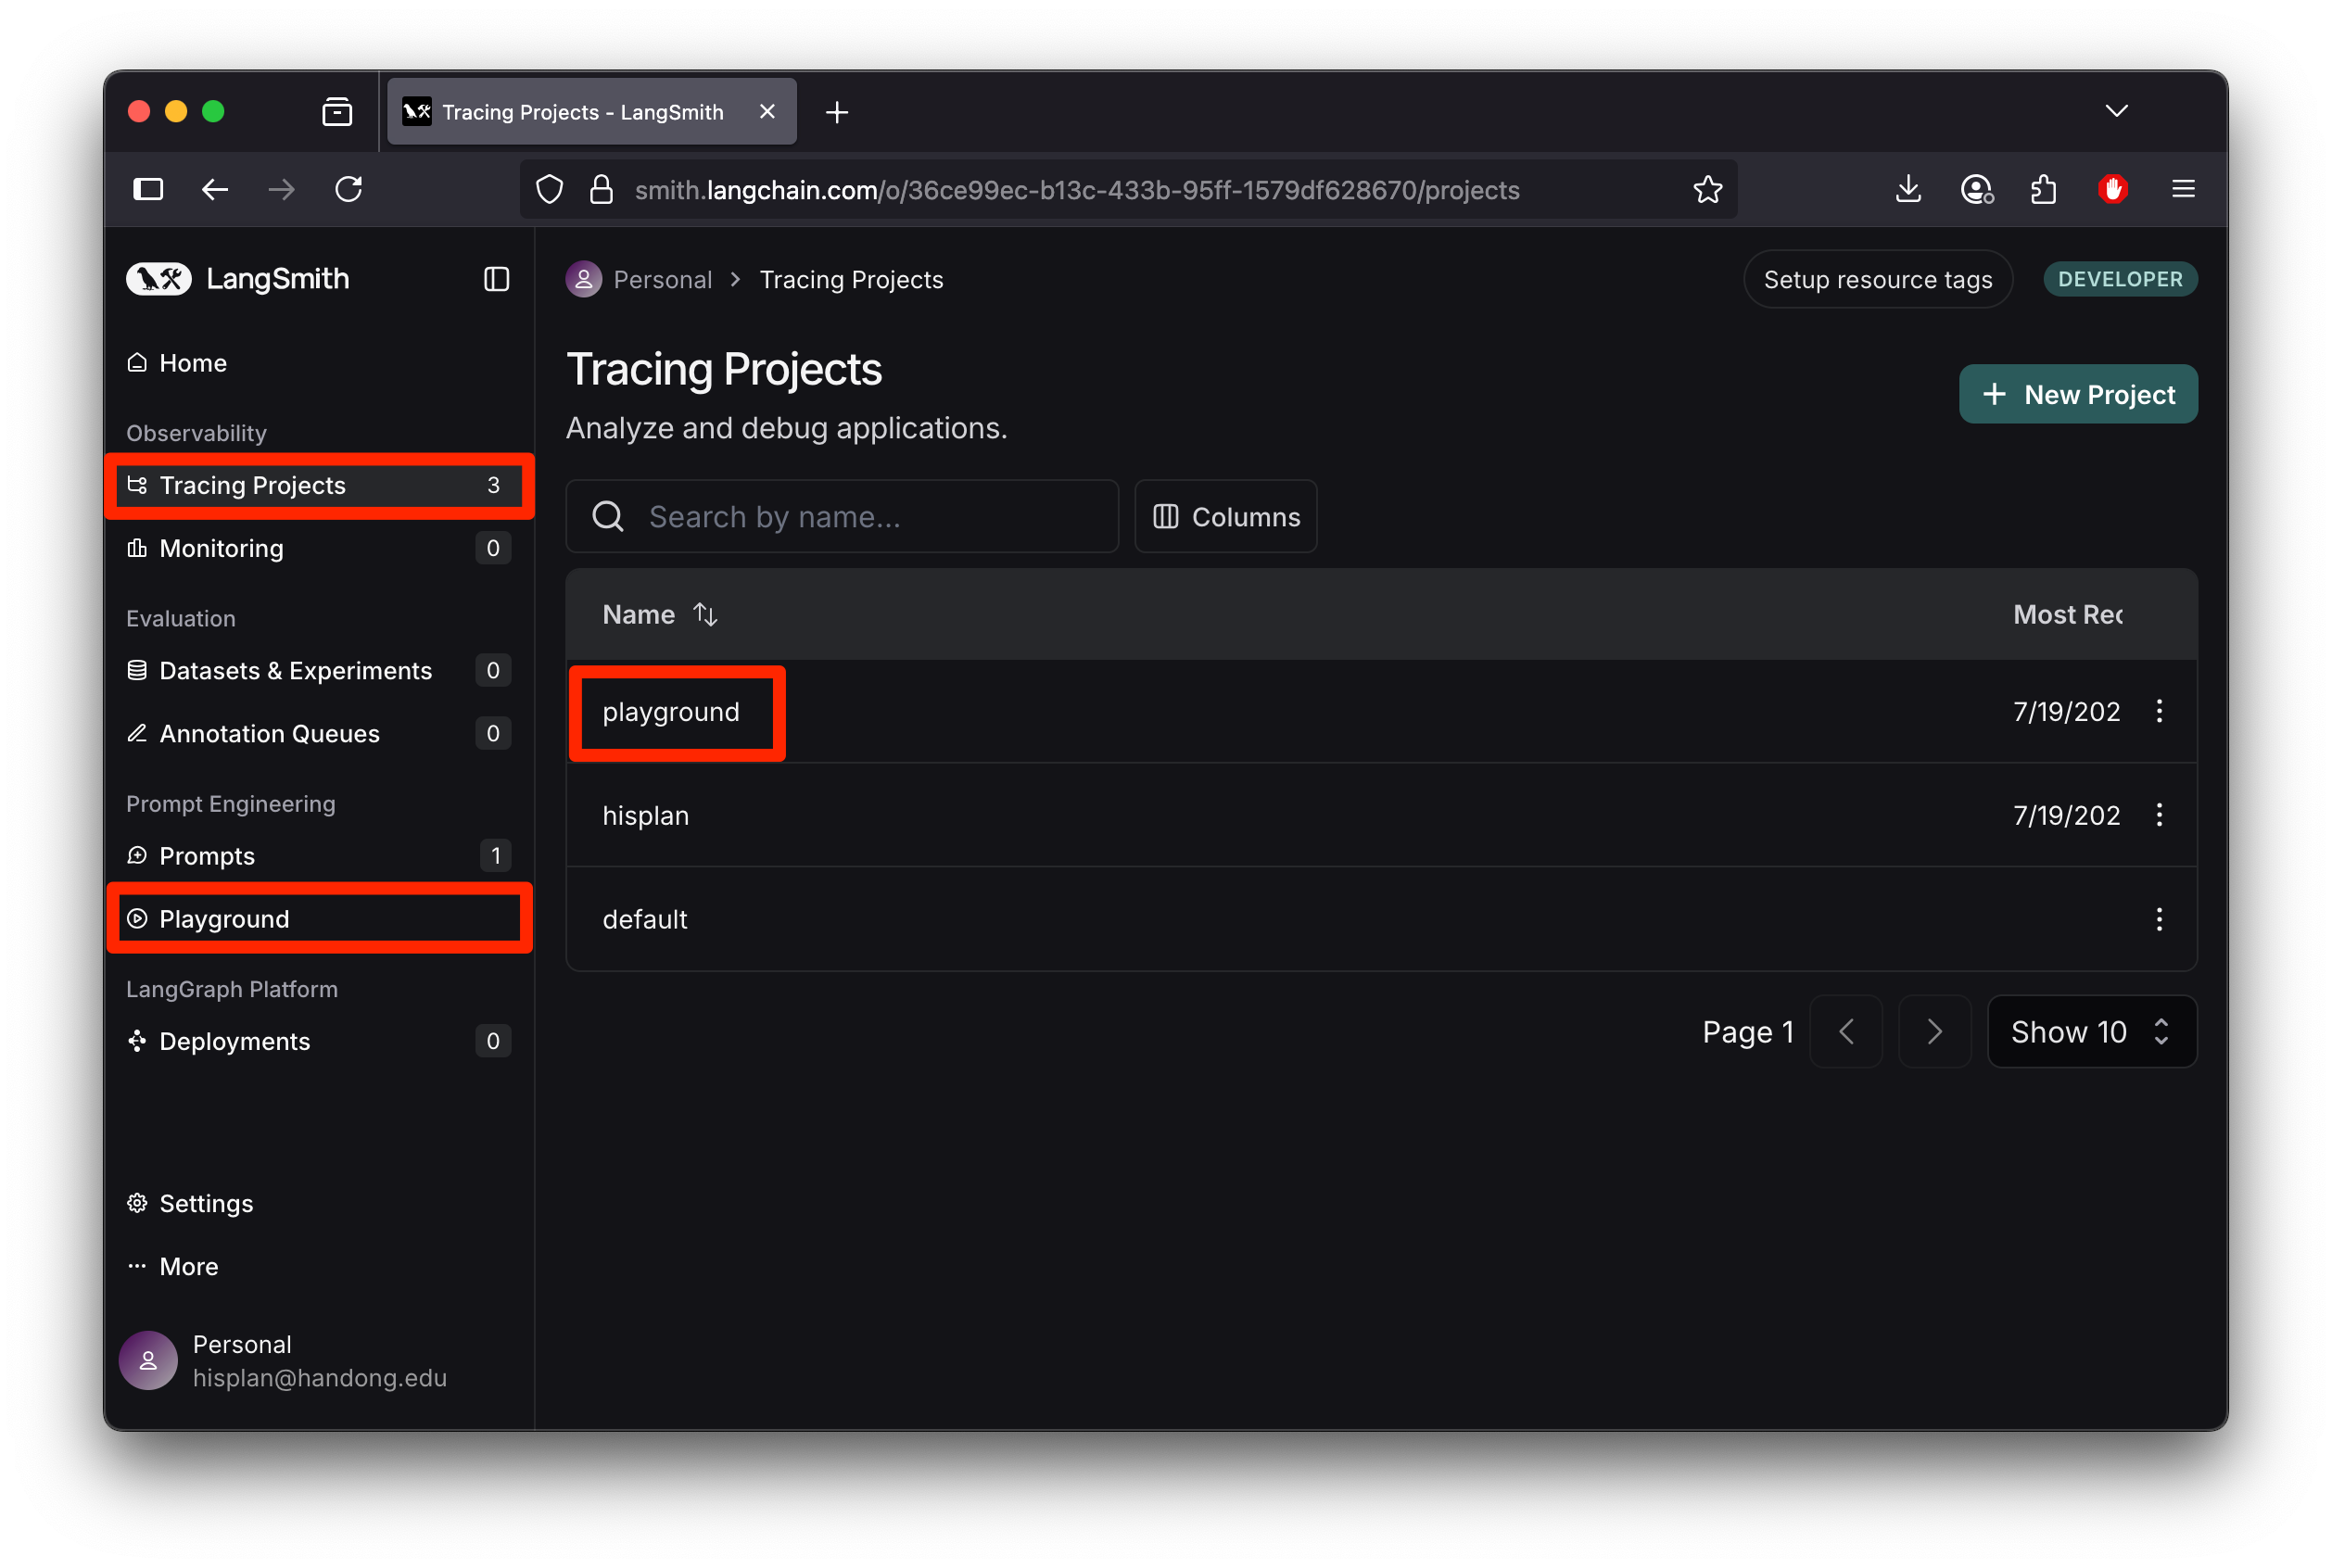 Tracing Projects - LangSmith
smith.langchain.com/o/36ce99ec-b13c-433b-95ff-1579df628670/projects
LangSmith
Home
Observability
Tracing Projects 3
Monitoring 0
Evaluation
Datasets & Experiments 0
Annotation Queues 0
Prompt Engineering
Prompts 1
Playground
LangGraph Platform
Deployments 0
Settings
More
Personal
hisplan@handong.edu
Personal > Tracing Projects
Setup resource tags
DEVELOPER
Tracing Projects
Analyze and debug applications.
+ New Project
Search by name...
Columns
Name Most Rec
playground 7/19/202
hisplan 7/19/202
default
Page 1 Show 10